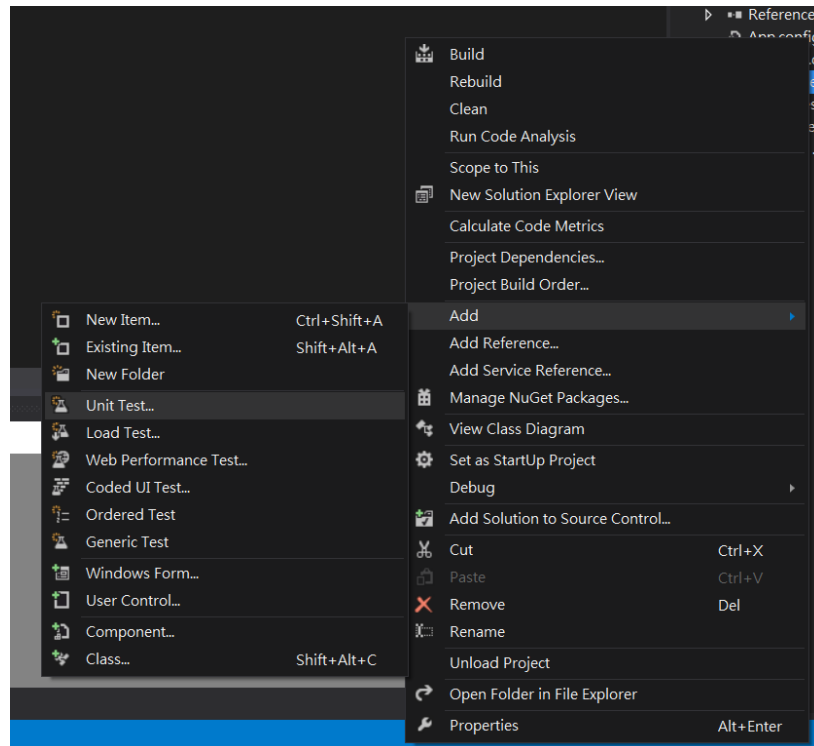 Reference
App.config
Build
Rebuild
Clean
Run Code Analysis
Scope to This
New Solution Explorer View
Calculate Code Metrics
Project Dependencies...
Project Build Order...
Add
Add Reference...
Add Service Reference...
Manage NuGet Packages...
View Class Diagram
Set as StartUp Project
Debug
Add Solution to Source Control...
Cut Ctrl+X
Paste Ctrl+V
Remove Del
Rename
Unload Project
Open Folder in File Explorer
Properties Alt+Enter
New Item... Ctrl+Shift+A
Existing Item... Shift+Alt+A
New Folder
Unit Test...
Load Test...
Web Performance Test...
Coded UI Test...
Ordered Test
Generic Test
Windows Form...
User Control...
Component...
Class... Shift+Alt+C